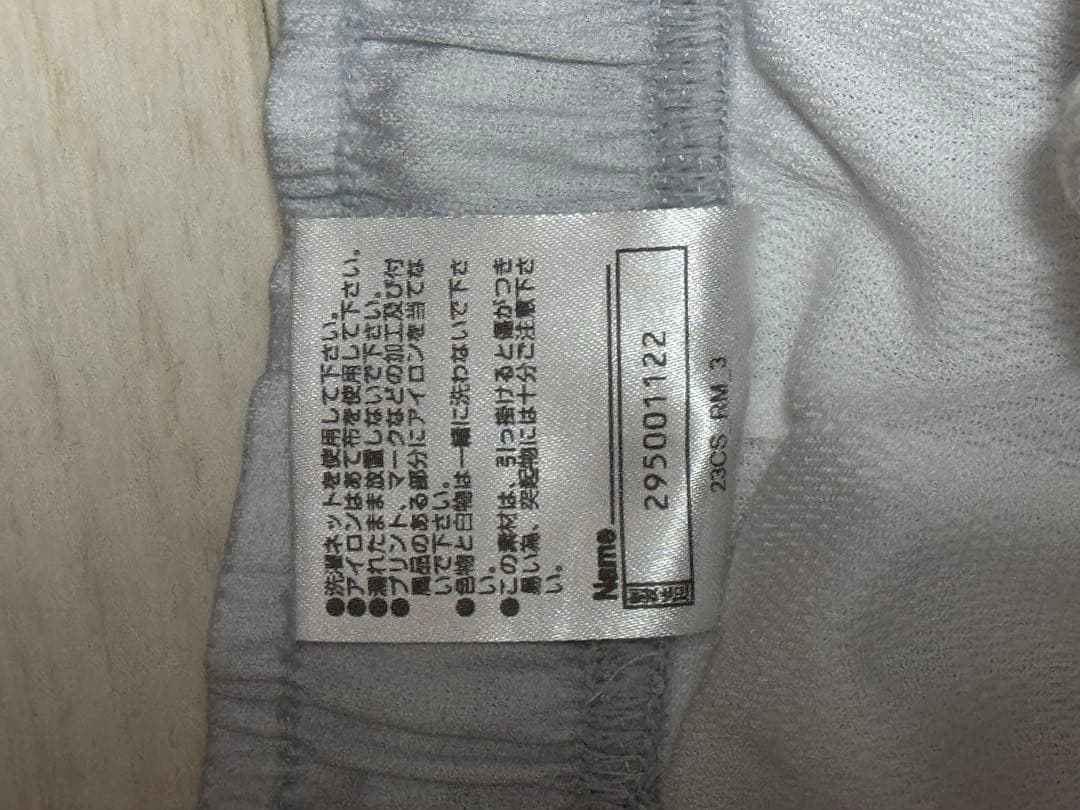 ●洗濯ネットを使用して下さい。
●アイロンはあて布を使用して下さい。
●濡れたまま放置しないで下さい。
●プリント、マークなどの加工及び付
属品のある部分にアイロンを当てな
いで下さい。
●色物と白物は一緒に洗わないで下さ
い。
●この素材は、引っ掛けると傷がつき
易い為、突起物には十分ご注意下さ
い。
Name
295001122
23CS_RM_3